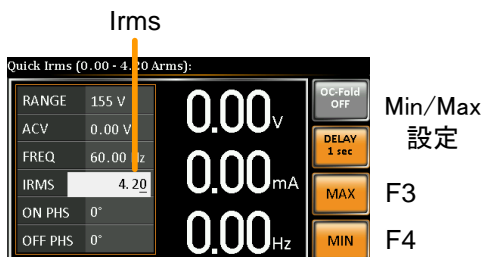 Irms
Quick Irms (0.00 - 4.20 Arms):
RANGE 155 V
ACV 0.00 V
FREQ 60.00 Hz
IRMS 4.20
ON PHS 0°
OFF PHS 0°
0.00V
0.00mA
0.00Hz
OC-Fold
OFF
DELAY
1 sec
MAX
MIN
Min/Max
設定
F3
F4